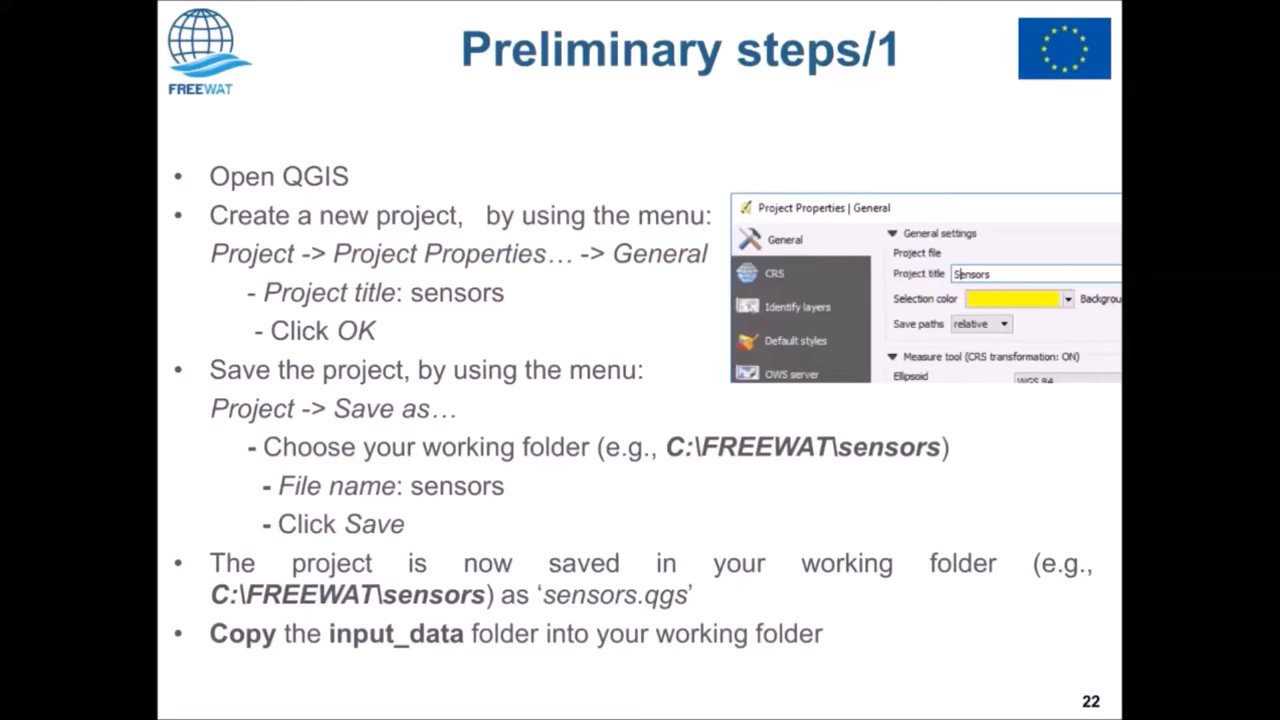 FREEWAT
Preliminary steps/1
• Open QGIS
• Create a new project, by using the menu:
Project -> Project Properties… -> General
- Project title: sensors
- Click OK
• Save the project, by using the menu:
Project -> Save as…
- Choose your working folder (e.g., C:\FREEWAT\sensors)
- File name: sensors
- Click Save
• The project is now saved in your working folder (e.g.,
C:\FREEWAT\sensors) as ‘sensors.qgs’
• Copy the input_data folder into your working folder
Project Properties | General
General
CRS
Identify layers
Default styles
OWS server
General settings
Project file
Project title Sensors
Selection color Backgrou
Save paths relative
Measure tool (CRS transformation: ON)
Ellipsoid WGS 84
22